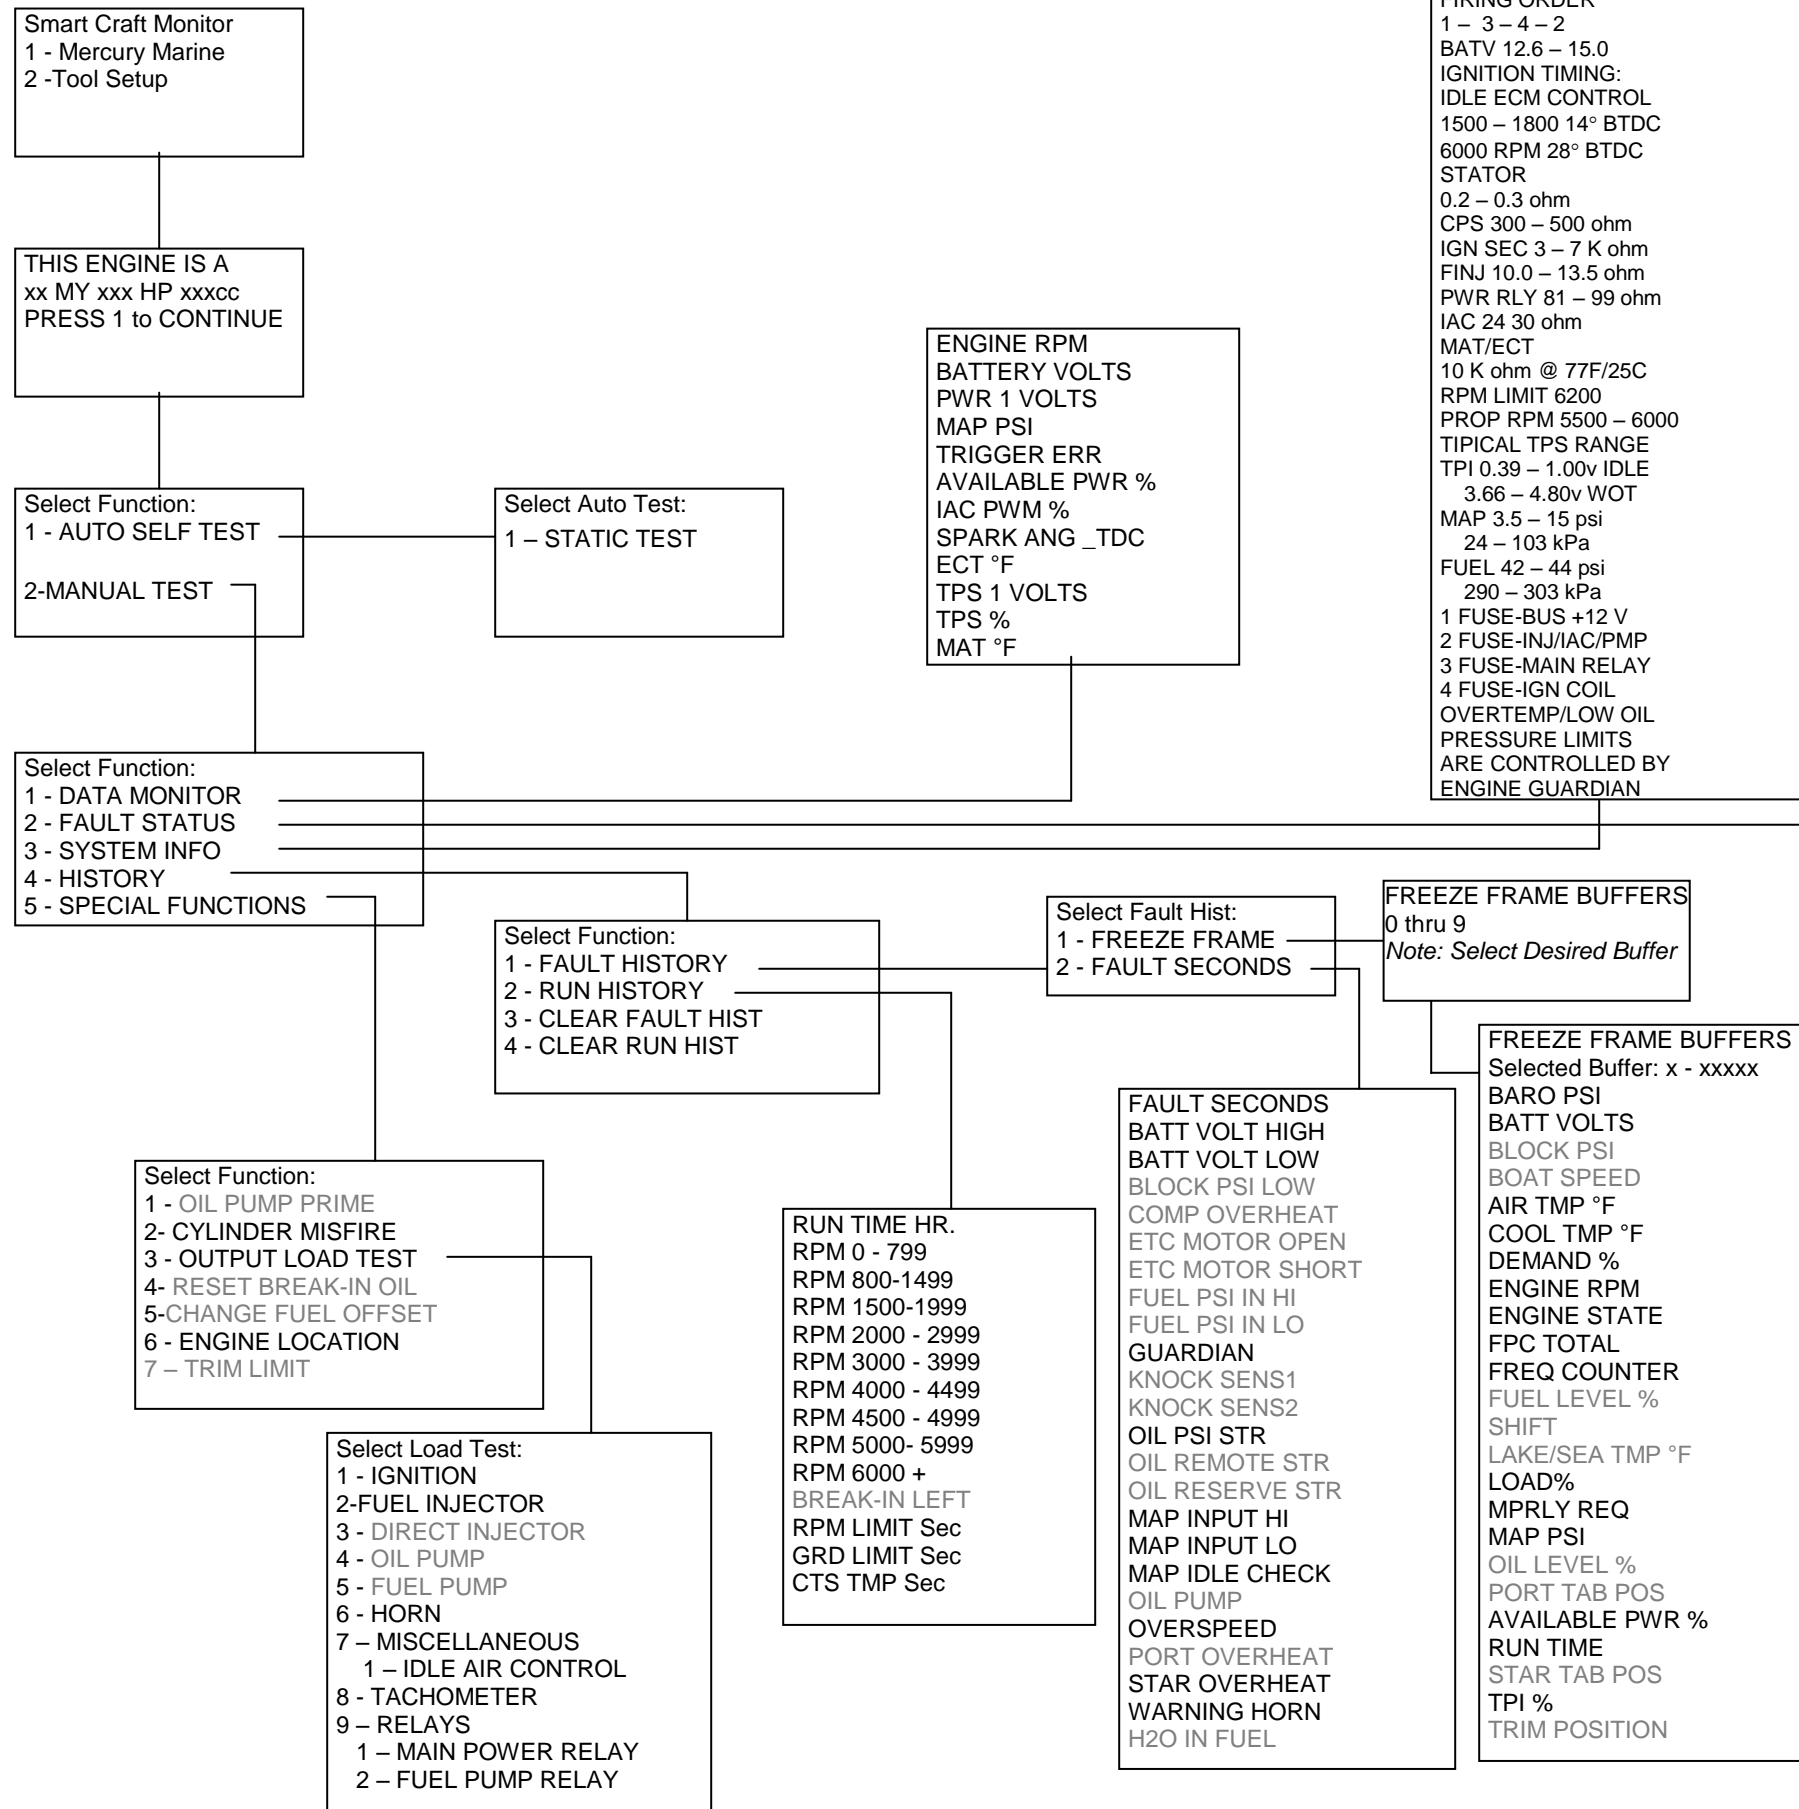 Smart Craft Monitor
1 - Mercury Marine
2 -Tool Setup
THIS ENGINE IS A
xx MY xxx HP xxxcc
PRESS 1 to CONTINUE
Select Function:
1 - AUTO SELF TEST
2-MANUAL TEST
Select Auto Test:
1 – STATIC TEST
ENGINE RPM
BATTERY VOLTS
PWR 1 VOLTS
MAP PSI
TRIGGER ERR
AVAILABLE PWR %
IAC PWM %
SPARK ANG _TDC
ECT °F
TPS 1 VOLTS
TPS %
MAT °F
FIRING ORDER
1 – 3 – 4 – 2
BATV 12.6 – 15.0
IGNITION TIMING:
IDLE ECM CONTROL
1500 – 1800 14° BTDC
6000 RPM 28° BTDC
STATOR
0.2 – 0.3 ohm
CPS 300 – 500 ohm
IGN SEC 3 – 7 K ohm
FINJ 10.0 – 13.5 ohm
PWR RLY 81 – 99 ohm
IAC 24 30 ohm
MAT/ECT
10 K ohm @ 77F/25C
RPM LIMIT 6200
PROP RPM 5500 – 6000
TIPICAL TPS RANGE
TPI 0.39 – 1.00v IDLE
3.66 – 4.80v WOT
MAP 3.5 – 15 psi
24 – 103 kPa
FUEL 42 – 44 psi
290 – 303 kPa
1 FUSE-BUS +12 V
2 FUSE-INJ/IAC/PMP
3 FUSE-MAIN RELAY
4 FUSE-IGN COIL
OVERTEMP/LOW OIL
PRESSURE LIMITS
ARE CONTROLLED BY
ENGINE GUARDIAN
Select Function:
1 - DATA MONITOR
2 - FAULT STATUS
3 - SYSTEM INFO
4 - HISTORY
5 - SPECIAL FUNCTIONS
Select Function:
1 - FAULT HISTORY
2 - RUN HISTORY
3 - CLEAR FAULT HIST
4 - CLEAR RUN HIST
Select Fault Hist:
1 - FREEZE FRAME
2 - FAULT SECONDS
FREEZE FRAME BUFFERS
0 thru 9
Note: Select Desired Buffer
FREEZE FRAME BUFFERS
Selected Buffer: x - xxxxx
BARO PSI
BATT VOLTS
BLOCK PSI
BOAT SPEED
AIR TMP °F
COOL TMP °F
DEMAND %
ENGINE RPM
ENGINE STATE
FPC TOTAL
FREQ COUNTER
FUEL LEVEL %
SHIFT
LAKE/SEA TMP °F
LOAD%
MPRLY REQ
MAP PSI
OIL LEVEL %
PORT TAB POS
AVAILABLE PWR %
RUN TIME
STAR TAB POS
TPI %
TRIM POSITION
FAULT SECONDS
BATT VOLT HIGH
BATT VOLT LOW
BLOCK PSI LOW
COMP OVERHEAT
ETC MOTOR OPEN
ETC MOTOR SHORT
FUEL PSI IN HI
FUEL PSI IN LO
GUARDIAN
KNOCK SENS1
KNOCK SENS2
OIL PSI STR
OIL REMOTE STR
OIL RESERVE STR
MAP INPUT HI
MAP INPUT LO
MAP IDLE CHECK
OIL PUMP
OVERSPEED
PORT OVERHEAT
STAR OVERHEAT
WARNING HORN
H2O IN FUEL
RUN TIME HR.
RPM 0 - 799
RPM 800-1499
RPM 1500-1999
RPM 2000 - 2999
RPM 3000 - 3999
RPM 4000 - 4499
RPM 4500 - 4999
RPM 5000- 5999
RPM 6000 +
BREAK-IN LEFT
RPM LIMIT Sec
GRD LIMIT Sec
CTS TMP Sec
Select Function:
1 - OIL PUMP PRIME
2- CYLINDER MISFIRE
3 - OUTPUT LOAD TEST
4- RESET BREAK-IN OIL
5-CHANGE FUEL OFFSET
6 - ENGINE LOCATION
7 – TRIM LIMIT
Select Load Test:
1 - IGNITION
2-FUEL INJECTOR
3 - DIRECT INJECTOR
4 - OIL PUMP
5 - FUEL PUMP
6 - HORN
7 – MISCELLANEOUS
1 – IDLE AIR CONTROL
8 - TACHOMETER
9 – RELAYS
1 – MAIN POWER RELAY
2 – FUEL PUMP RELAY